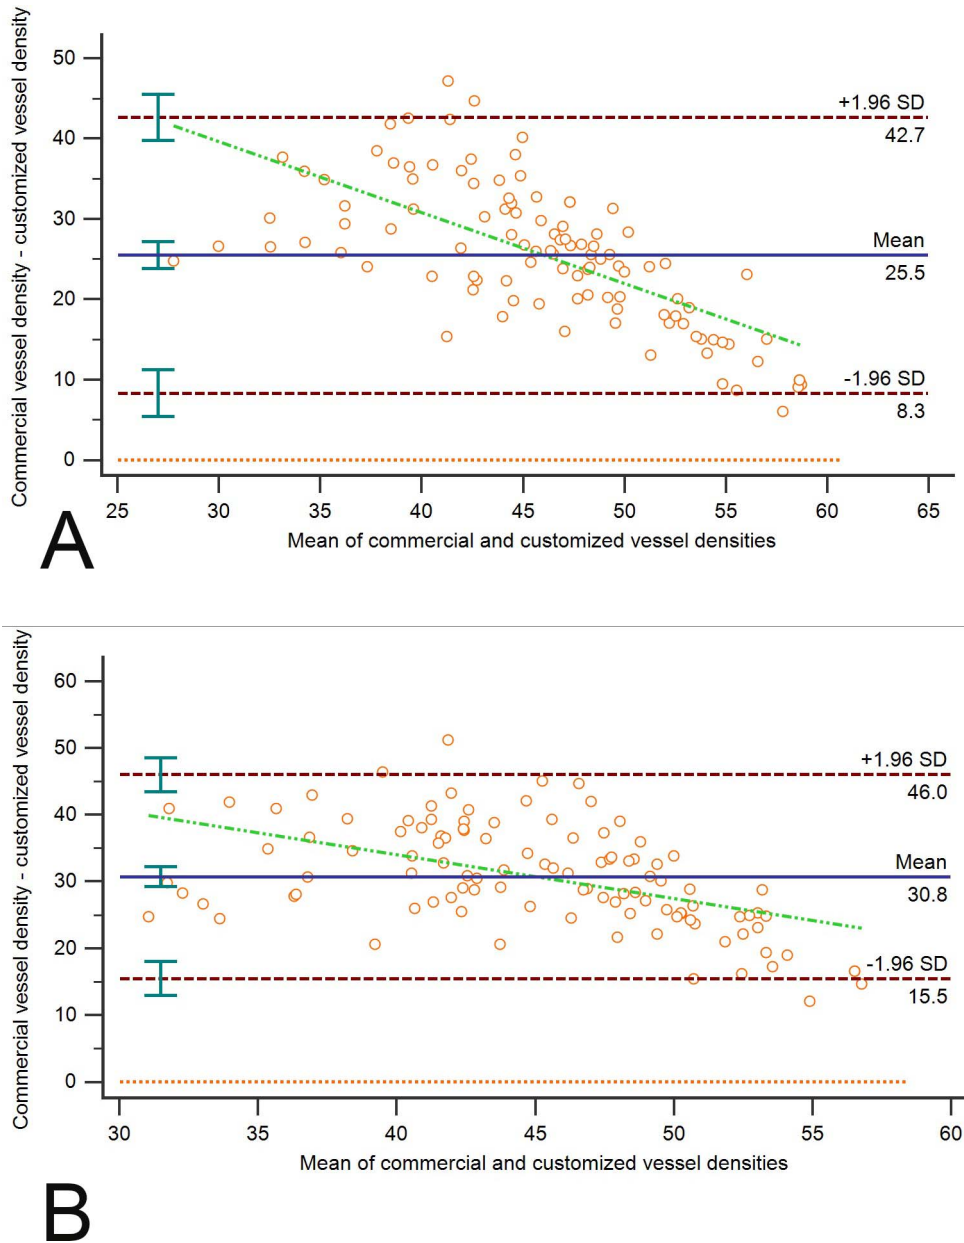 Commercial vessel density - customized vessel density
50
40
30
20
10
0
+1.96 SD
42.7
Mean
25.5
-1.96 SD
8.3
25 30 35 40 45 50 55 60 65
Mean of commercial and customized vessel densities
A
Commercial vessel density - customized vessel density
60
50
40
30
20
10
0
+1.96 SD
46.0
Mean
30.8
-1.96 SD
15.5
30 35 40 45 50 55 60
Mean of commercial and customized vessel densities
B